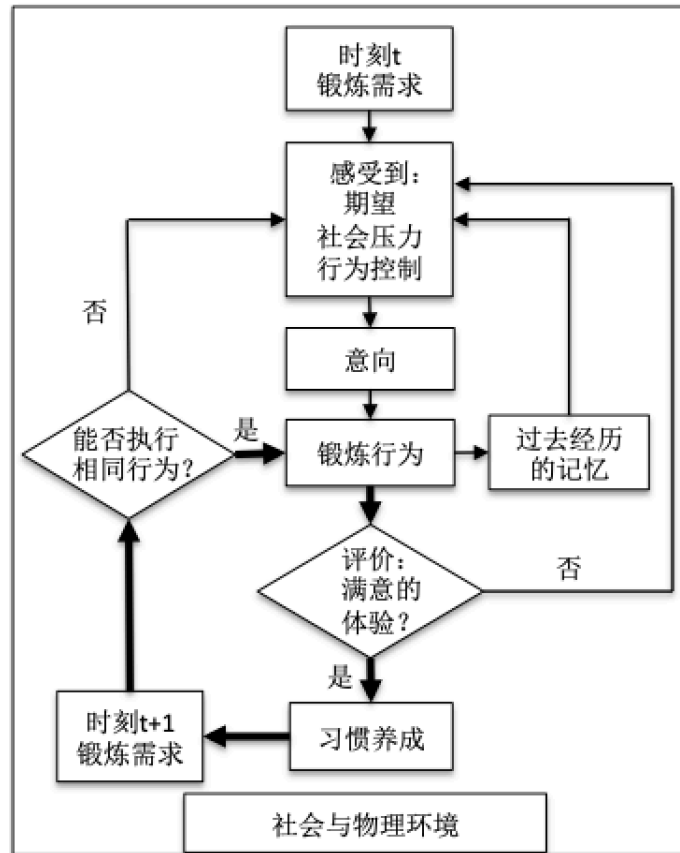 时刻t
锻炼需求
感受到：
期望
社会压力
行为控制
否
意向
能否执行
相同行为？
是
锻炼行为
过去经历
的记忆
评价：
满意的
体验？
否
是
时刻t+1
锻炼需求
习惯养成
社会与物理环境